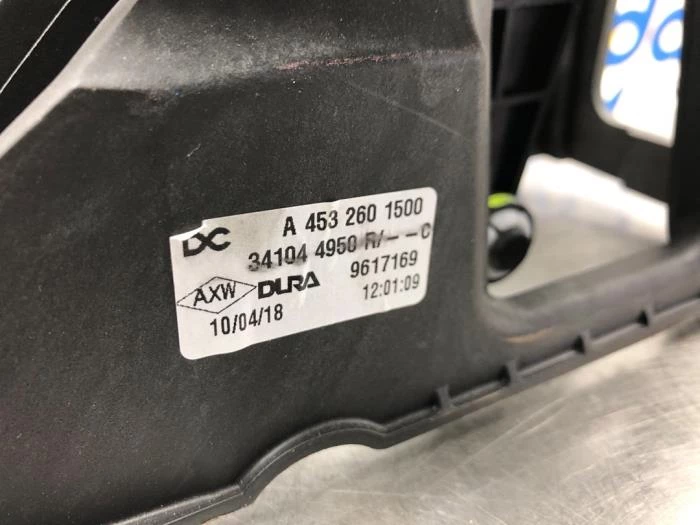 DC A 453 260 1500
34104 4950 R/--C
AXW DURA 9617169
10/04/18 12:01:09